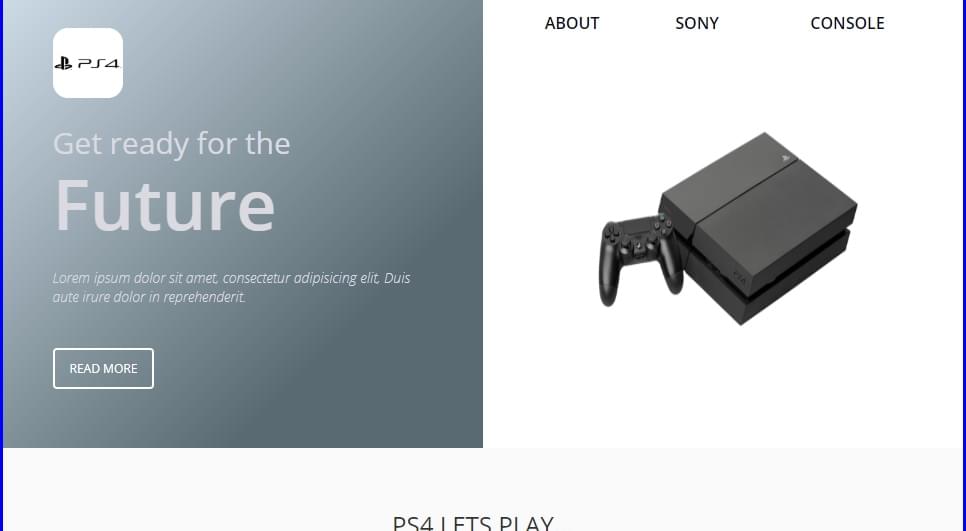 PS4
ABOUT SONY CONSOLE
Get ready for the
Future
Lorem ipsum dolor sit amet, consectetur adipisicing elit, Duis
aute irure dolor in reprehenderit.
READ MORE
PS4
PS4 LETS PLAY